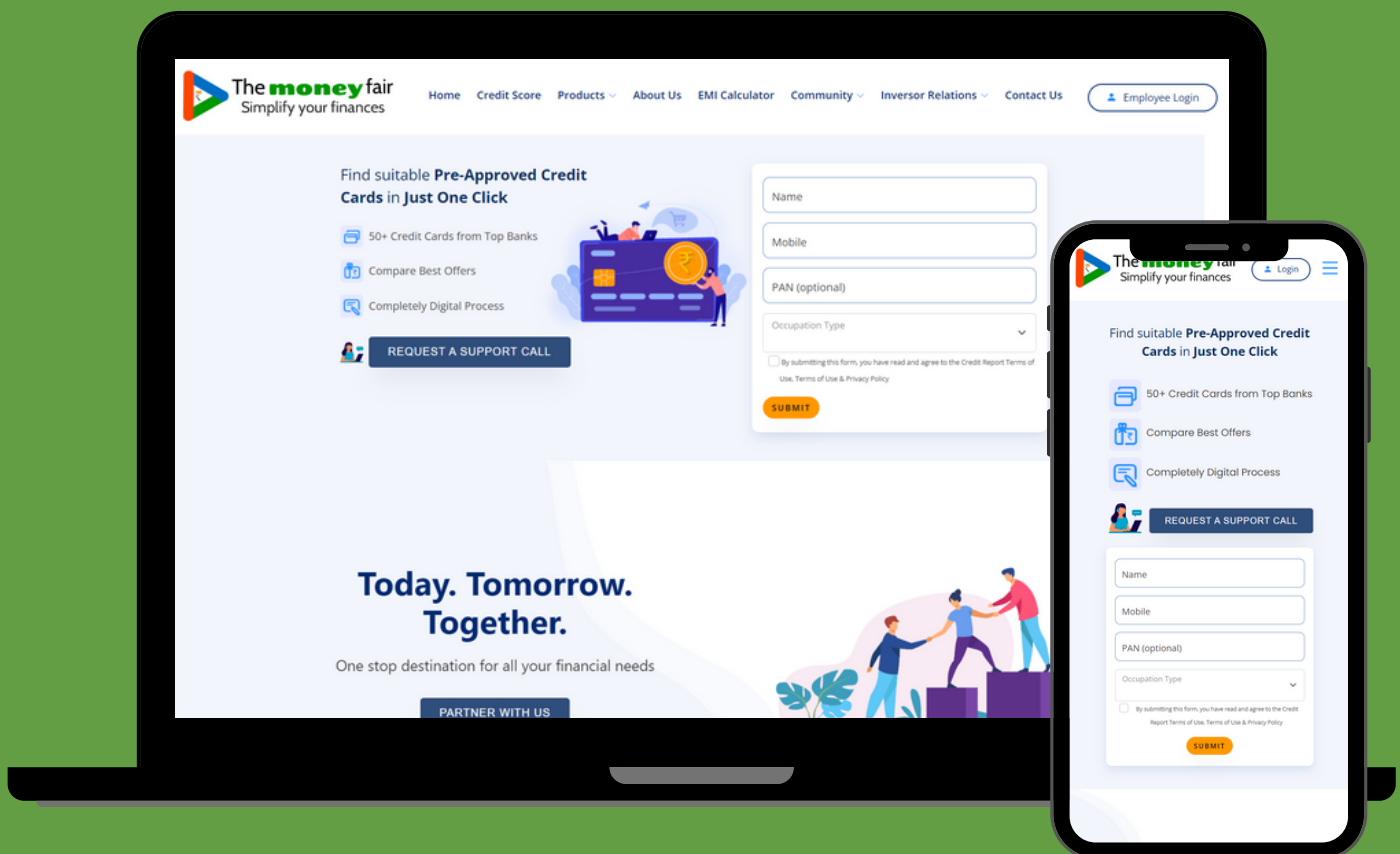 The money fair
Simplify your finances
Home Credit Score Products About Us EMI Calculator Community Inversor Relations Contact Us Employee Login
Find suitable Pre-Approved Credit
Cards in Just One Click
50+ Credit Cards from Top Banks
Compare Best Offers
Completely Digital Process
REQUEST A SUPPORT CALL
Name
Mobile
PAN (optional)
Occupation Type
By submitting this form, you have read and agree to the Credit Report Terms of
Use, Terms of Use & Privacy Policy
SUBMIT
Today. Tomorrow.
Together.
One stop destination for all your financial needs
PARTNER WITH US
The money fair
Simplify your finances
Login
Find suitable Pre-Approved Credit
Cards in Just One Click
50+ Credit Cards from Top Banks
Compare Best Offers
Completely Digital Process
REQUEST A SUPPORT CALL
Name
Mobile
PAN (optional)
Occupation Type
By submitting this form, you have read and agree to the Credit
Report Terms of Use, Terms of Use & Privacy Policy
SUBMIT